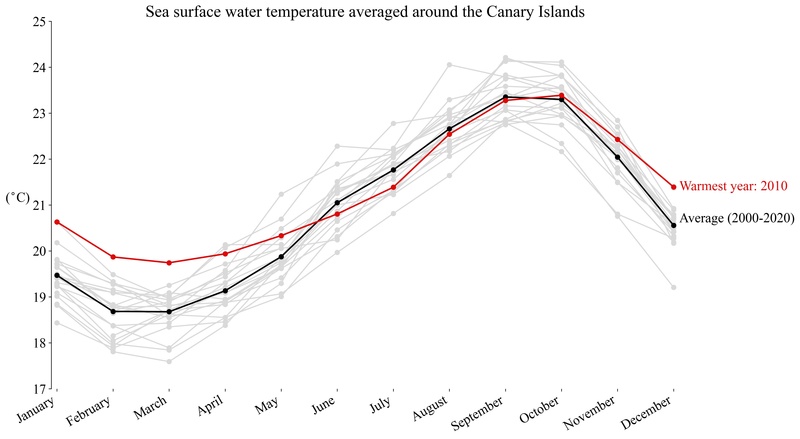 Sea surface water temperature averaged around the Canary Islands
25
24
23
22
21
20
19
18
17
(°C)
Warmest year: 2010
Average (2000-2020)
January
February
March
April
May
June
July
August
September
October
November
December